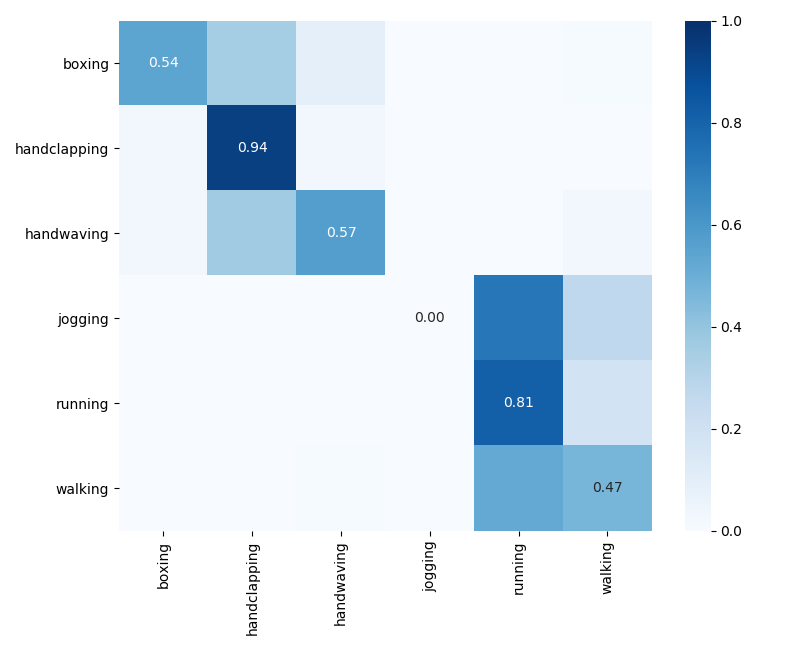 boxing
handclapping
handwaving
jogging
running
walking
0.54
0.94
0.57
0.00
0.81
0.47
boxing
handclapping
handwaving
jogging
running
walking
1.0
0.8
0.6
0.4
0.2
0.0